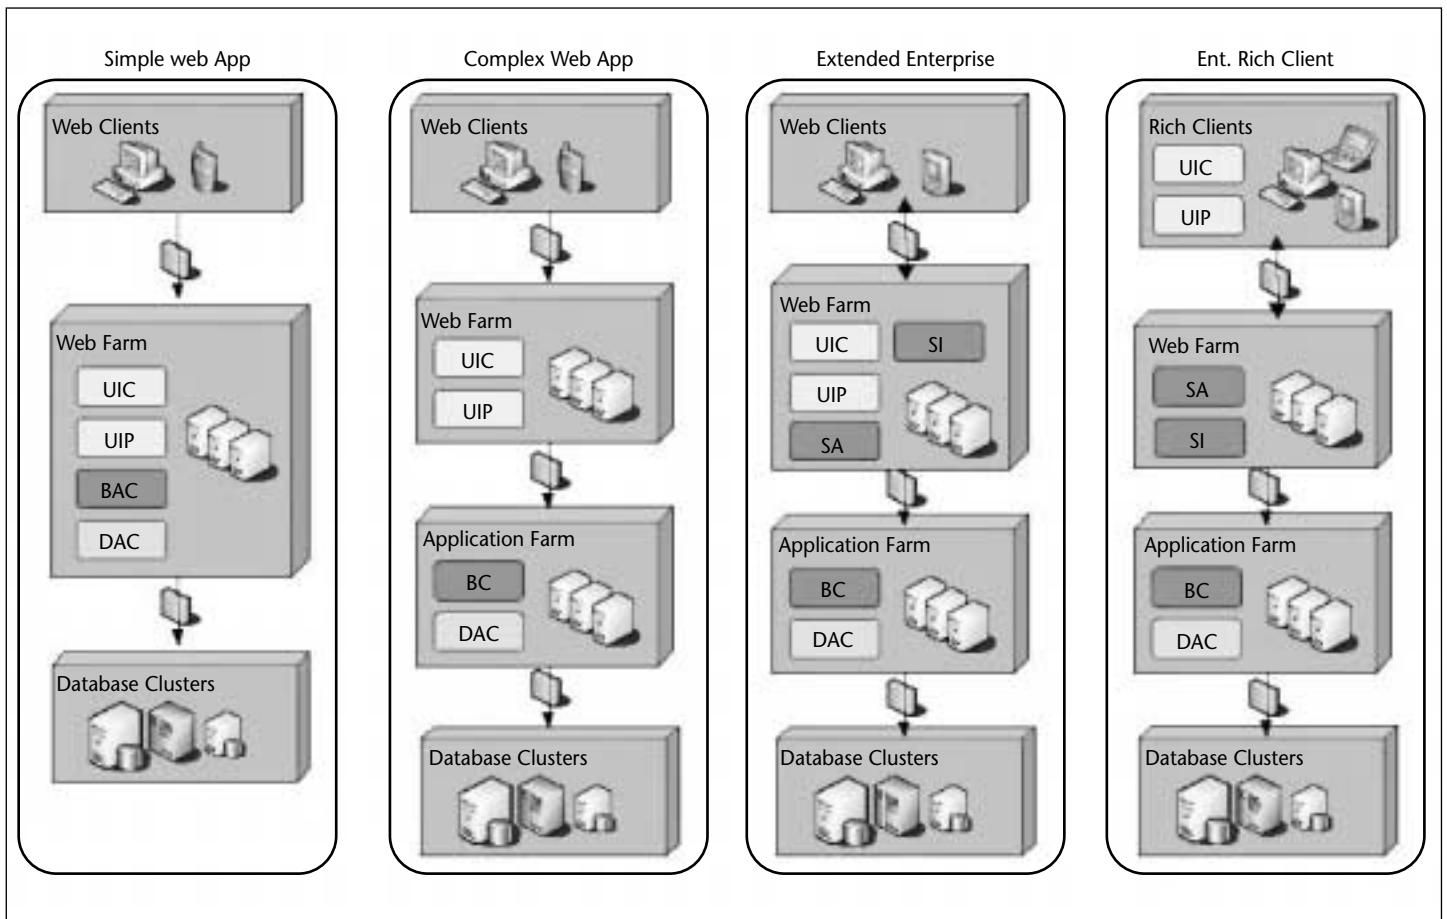 Simple web App
Web Clients
Web Farm
UIC
UIP
BAC
DAC
Database Clusters
Complex Web App
Web Clients
Web Farm
UIC
UIP
Application Farm
BC
DAC
Database Clusters
Extended Enterprise
Web Clients
Web Farm
UIC
SI
UIP
SA
Application Farm
BC
DAC
Database Clusters
Ent. Rich Client
Rich Clients
UIC
UIP
Web Farm
SA
SI
Application Farm
BC
DAC
Database Clusters